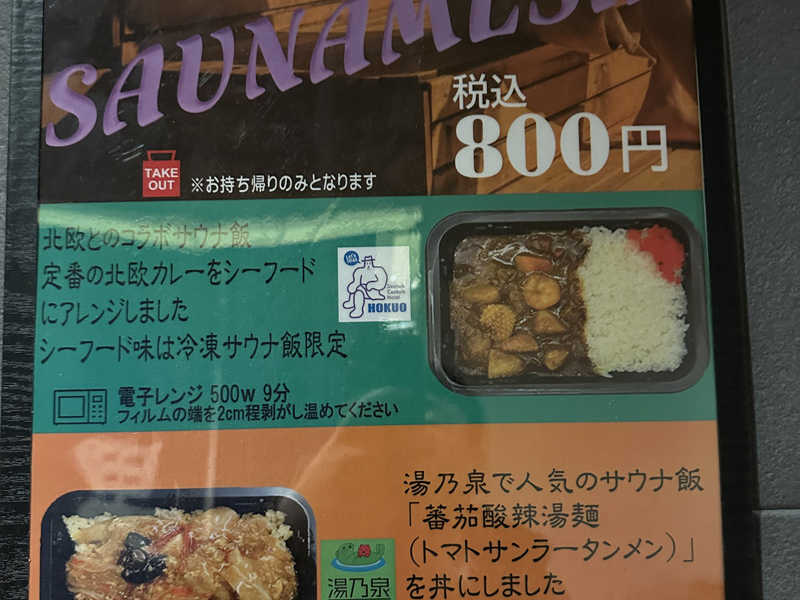 SAUNAMESHI
税込
800円
TAKE
OUT
※お持ち帰りのみとなります
北欧とのコラボサウナ飯
定番の北欧カレーをシーフード
にアレンジしました
シーフード味は冷凍サウナ飯限定
HOKUO
電子レンジ 500w 9分
フィルムの端を2cm程剥がし温めてください
湯乃泉で人気のサウナ飯
「蕃茄酸辣湯麺
(トマトサンラータンメン)」
を丼にしました
湯乃泉